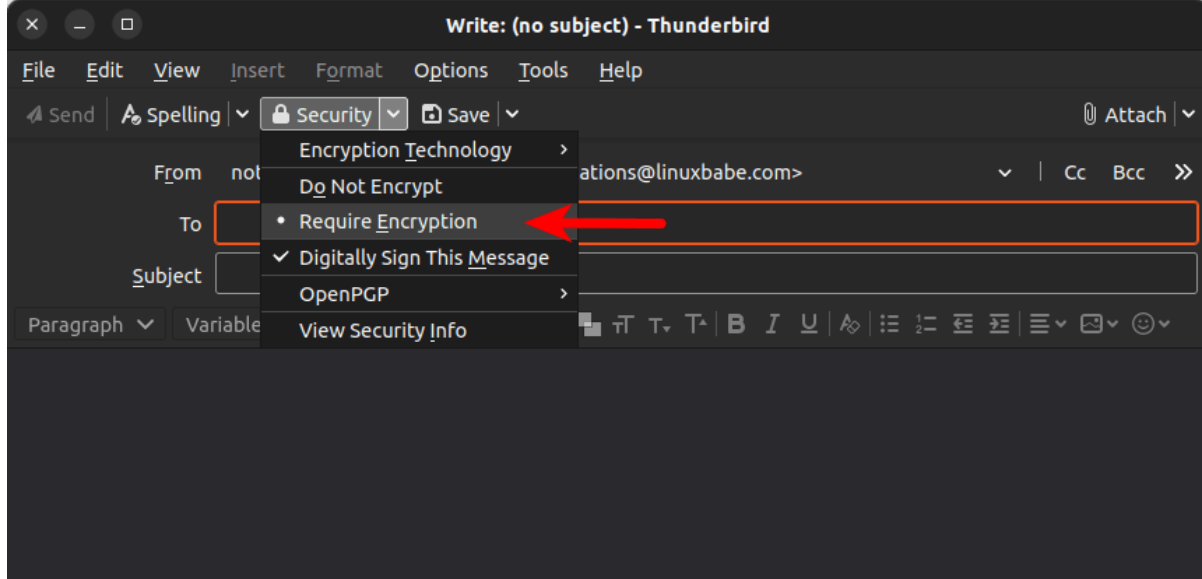 Write: (no subject) - Thunderbird
File Edit View Insert Format Options Tools Help
Send Spelling Security Save Attach
Encryption Technology
From not ations@linuxbabe.com> Cc Bcc
Do Not Encrypt
To Require Encryption
Digitally Sign This Message
Subject
OpenPGP
Paragraph Variable
View Security Info